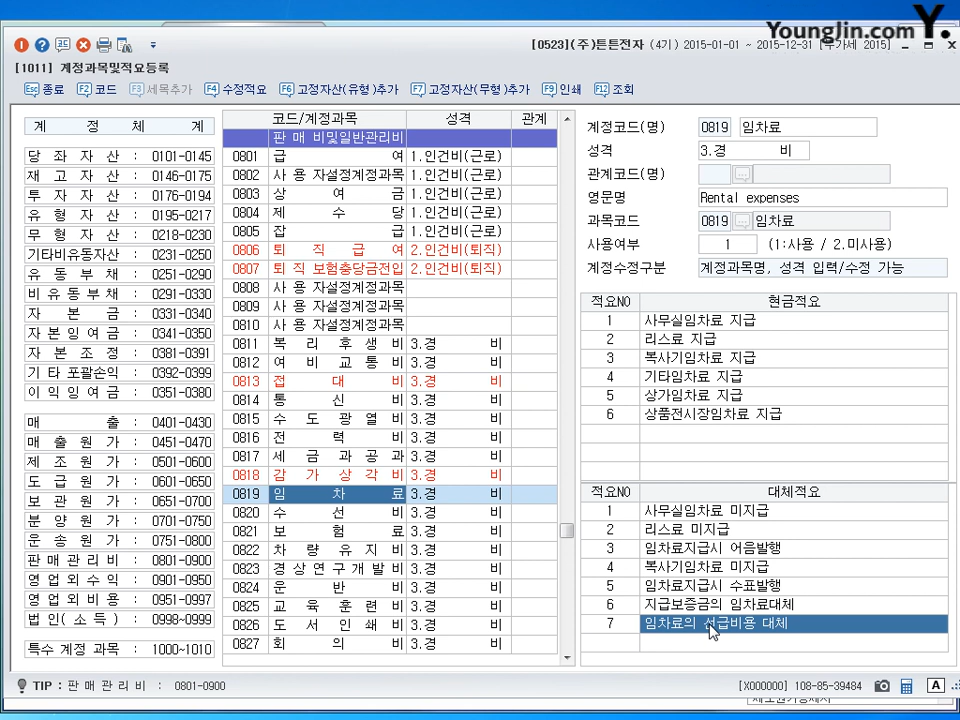 YoungJin.com Y.
[0523](주)튼튼전자 (4기) 2015-01-01 ~ 2015-12-31 [부가세 2015]
[1011] 계정과목및적요등록
Esc 종료 F2 코드 F3 세목추가 F4 수정적요 F6 고정자산(유형)추가 F7 고정자산(무형)추가 F9 인쇄 F12 조회
계 정 체 계
당 좌 자 산 : 0101-0145
재 고 자 산 : 0146-0175
투 자 자 산 : 0176-0194
유 형 자 산 : 0195-0217
무 형 자 산 : 0218-0230
기타비유동자산 : 0231-0250
유 동 부 채 : 0251-0290
비 유 동 부 채 : 0291-0330
자 본 금 : 0331-0340
자 본 잉 여 금 : 0341-0350
자 본 조 정 : 0381-0391
기 타 포괄손익 : 0392-0399
이 익 잉 여 금 : 0351-0380
매 출 : 0401-0430
매 출 원 가 : 0451-0470
제 조 원 가 : 0501-0600
도 급 원 가 : 0601-0650
보 관 원 가 : 0651-0700
분 양 원 가 : 0701-0750
운 송 원 가 : 0751-0800
판 매 관 리 비 : 0801-0900
영 업 외 수 익 : 0901-0950
영 업 외 비 용 : 0951-0997
법 인 ( 소 득 ) : 0998-0999
특수 계정 과목 : 1000~1010
코드/계정과목 성격 관계
판 매 비및일반관리비
0801 급 여 1.인건비(근로)
0802 사 용 자설정계정과목 1.인건비(근로)
0803 상 여 금 1.인건비(근로)
0804 제 수 당 1.인건비(근로)
0805 잡 급 1.인건비(근로)
0806 퇴 직 급 여 2.인건비(퇴직)
0807 퇴 직 보험충당금전입 2.인건비(퇴직)
0808 사 용 자설정계정과목
0809 사 용 자설정계정과목
0810 사 용 자설정계정과목
0811 복 리 후 생 비 3.경 비
0812 여 비 교 통 비 3.경 비
0813 접 대 비 3.경 비
0814 통 신 비 3.경 비
0815 수 도 광 열 비 3.경 비
0816 전 력 비 3.경 비
0817 세 금 과 공 과 3.경 비
0818 감 가 상 각 비 3.경 비
0819 임 차 료 3.경 비
0820 수 선 비 3.경 비
0821 보 험 료 3.경 비
0822 차 량 유 지 비 3.경 비
0823 경 상 연 구 개 발 비 3.경 비
0824 운 반 비 3.경 비
0825 교 육 훈 련 비 3.경 비
0826 도 서 인 쇄 비 3.경 비
0827 회 의 비 3.경 비
계정코드(명) 0819 임차료
성격 3.경 비
관계코드(명)
영문명 Rental expenses
과목코드 0819 임차료
사용여부 1 (1:사용 / 2.미사용)
계정수정구분 계정과목명, 성격 입력/수정 가능
적요NO 현금적요
1 사무실임차료 지급
2 리스료 지급
3 복사기임차료 지급
4 기타임차료 지급
5 상가임차료 지급
6 상품전시장임차료 지급
적요NO 대체적요
1 사무실임차료 미지급
2 리스료 미지급
3 임차료지급시 어음발행
4 복사기임차료 미지급
5 임차료지급시 수표발행
6 지급보증금의 임차료대체
7 임차료의 선급비용 대체
TIP : 판 매 관 리 비 : 0801-0900
[X000000] 108-85-39484 A